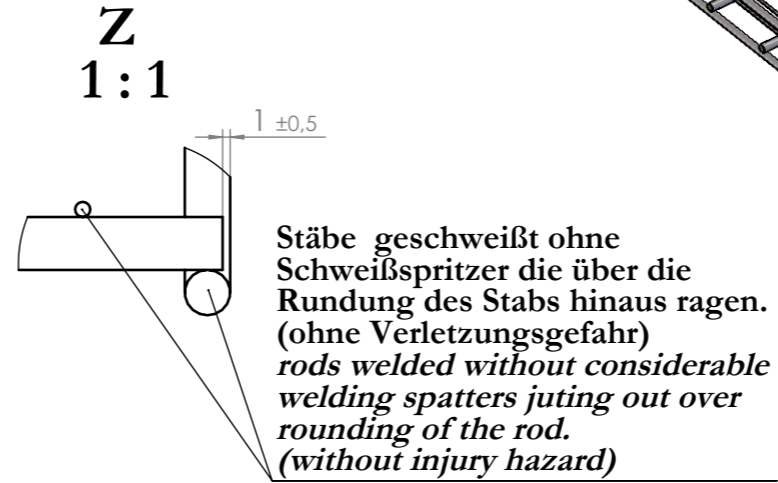 Z
1 : 1
1 ±0,5
Stäbe geschweißt ohne
Schweißspritzer die über die
Rundung des Stabs hinaus ragen.
(ohne Verletzungsgefahr)
rods welded without considerable
welding spatters juting out over
rounding of the rod.
(without injury hazard)